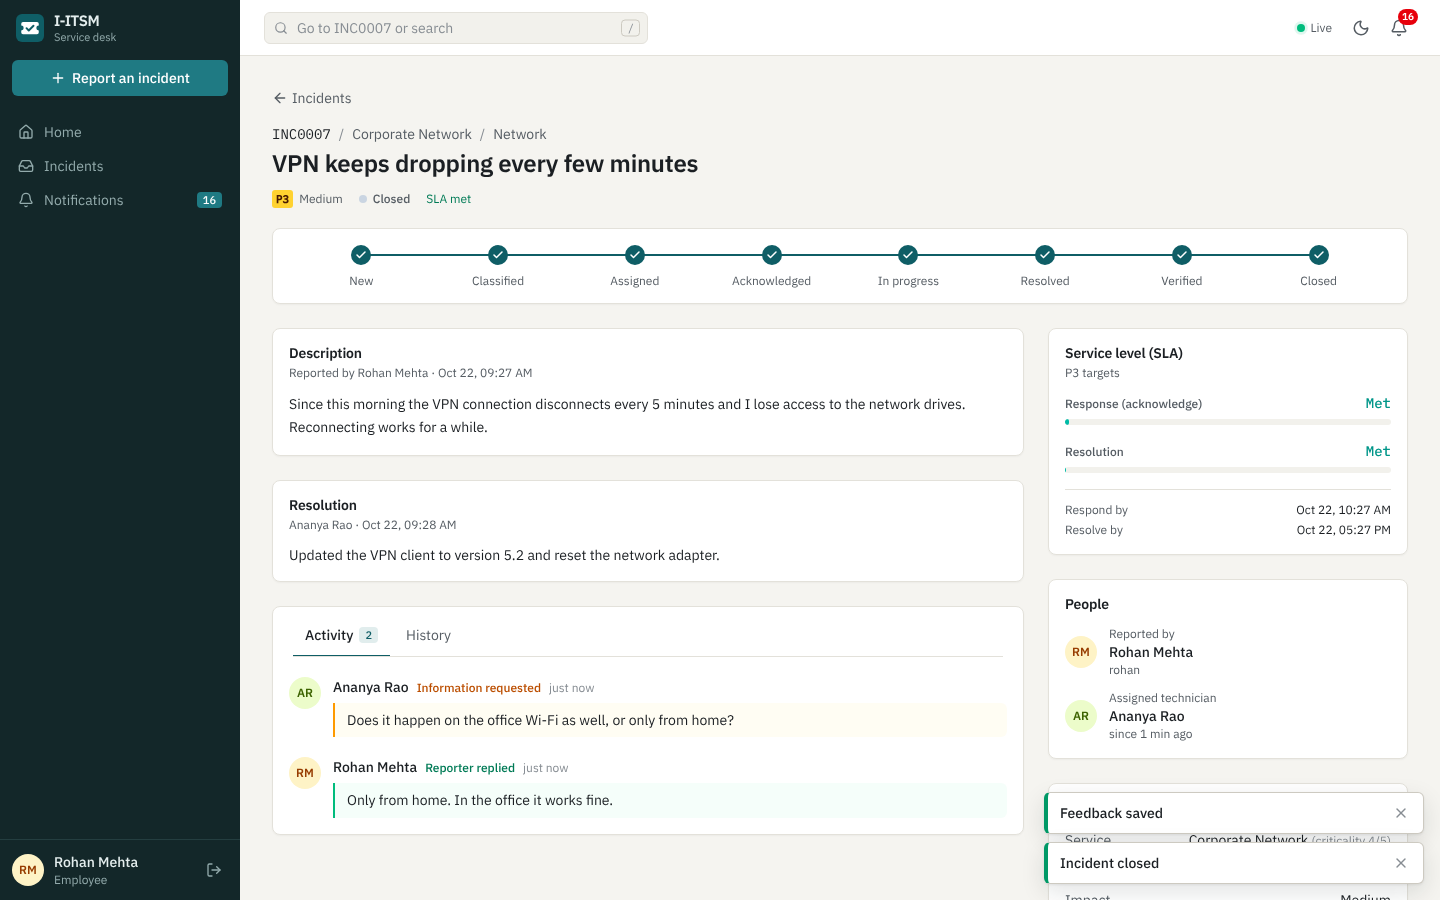 I-ITSM
Service desk
Report an incident
Home
Incidents
Notifications 16
Rohan Mehta
Employee
RM
Go to INC0007 or search /
Live
16
Incidents
INC0007 / Corporate Network / Network
VPN keeps dropping every few minutes
P3 Medium Closed SLA met
New Classified Assigned Acknowledged In progress Resolved Verified Closed
Description
Reported by Rohan Mehta · Oct 22, 09:27 AM
Since this morning the VPN connection disconnects every 5 minutes and I lose access to the network drives.
Reconnecting works for a while.
Resolution
Ananya Rao · Oct 22, 09:28 AM
Updated the VPN client to version 5.2 and reset the network adapter.
Activity 2 History
AR Ananya Rao Information requested just now
Does it happen on the office Wi-Fi as well, or only from home?
RM Rohan Mehta Reporter replied just now
Only from home. In the office it works fine.
Service level (SLA)
P3 targets
Response (acknowledge) Met
Resolution Met
Respond by Oct 22, 10:27 AM
Resolve by Oct 22, 05:27 PM
People
Reported by
RM Rohan Mehta
rohan
Assigned technician
AR Ananya Rao
since 1 min ago
Feedback saved
Service Corporate Network (criticality 4/5)
Incident closed
Impact Medium